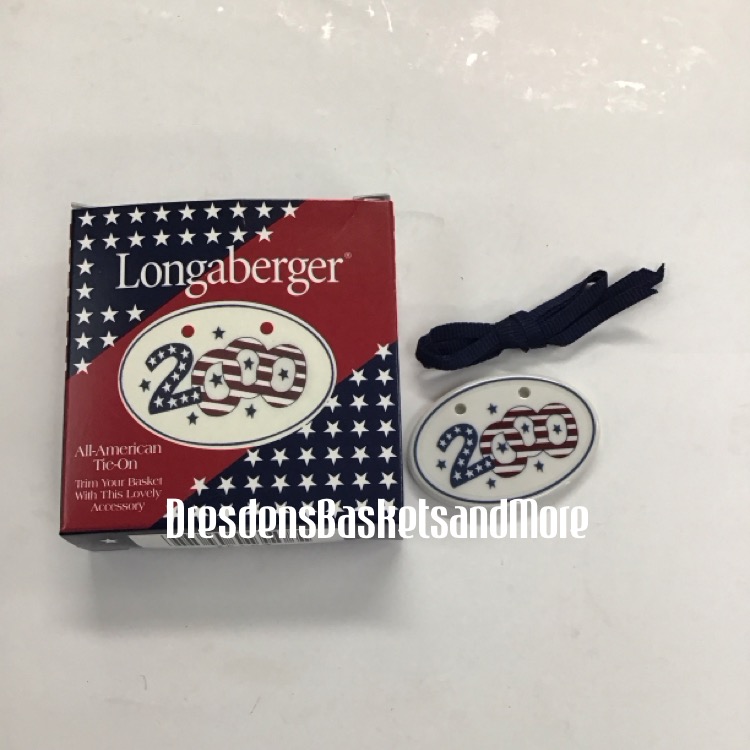 Longaberger®
2000
All-American
Tie-On
Trim Your Basket
With This Lovely
Accessory
2000
DresdensBasketsandMore